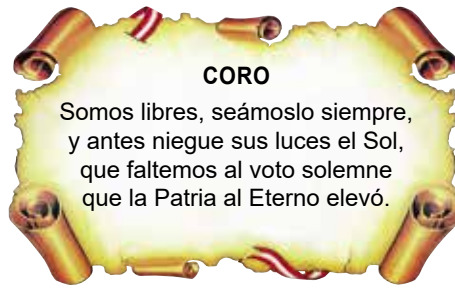 CORO
Somos libres, seámoslo siempre,
y antes niegue sus luces el Sol,
que faltemos al voto solemne
que la Patria al Eterno elevó.